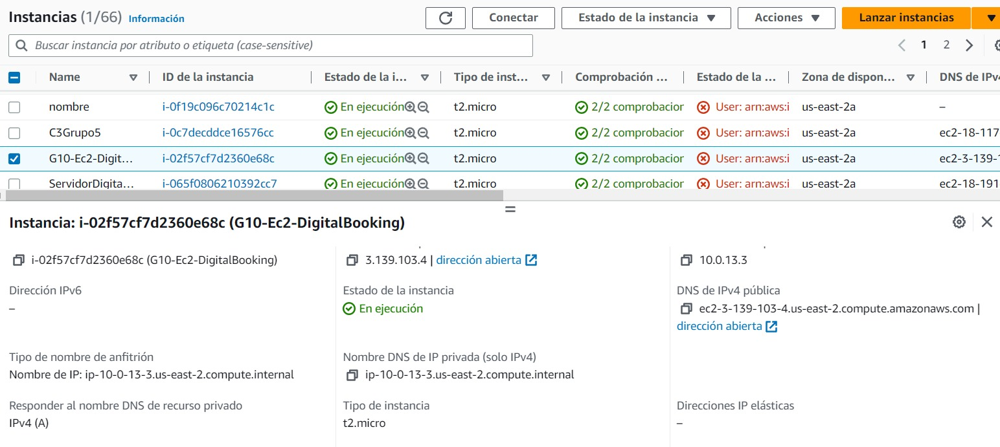 Instancias (1/66) Información Conectar Estado de la instancia Acciones Lanzar instancias
Buscar instancia por atributo o etiqueta (case-sensitive) 1 2
Name ID de la instancia Estado de la i... Tipo de inst... Comprobación ... Estado de la ... Zona de dispon... DNS de IPv4
nombre i-0f19c096c70214c1c En ejecución t2.micro 2/2 comprobacior User: arn:aws:i us-east-2a –
C3Grupo5 i-0c7decddce16576cc En ejecución t2.micro 2/2 comprobacior User: arn:aws:i us-east-2a ec2-18-117
G10-Ec2-Digit... i-02f57cf7d2360e68c En ejecución t2.micro 2/2 comprobacior User: arn:aws:i us-east-2a ec2-3-139-1
ServidorDigita... i-065f0806210392cc7 En ejecución t2.micro 2/2 comprobacior User: arn:aws:i us-east-2a ec2-18-191
Instancia: i-02f57cf7d2360e68c (G10-Ec2-DigitalBooking)
i-02f57cf7d2360e68c (G10-Ec2-DigitalBooking)
3.139.103.4 | dirección abierta
10.0.13.3
Dirección IPv6
–
Estado de la instancia
En ejecución
DNS de IPv4 pública
ec2-3-139-103-4.us-east-2.compute.amazonaws.com |
dirección abierta
Tipo de nombre de anfitrión
Nombre de IP: ip-10-0-13-3.us-east-2.compute.internal
Nombre DNS de IP privada (solo IPv4)
ip-10-0-13-3.us-east-2.compute.internal
Responder al nombre DNS de recurso privado
IPv4 (A)
Tipo de instancia
t2.micro
Direcciones IP elásticas
–